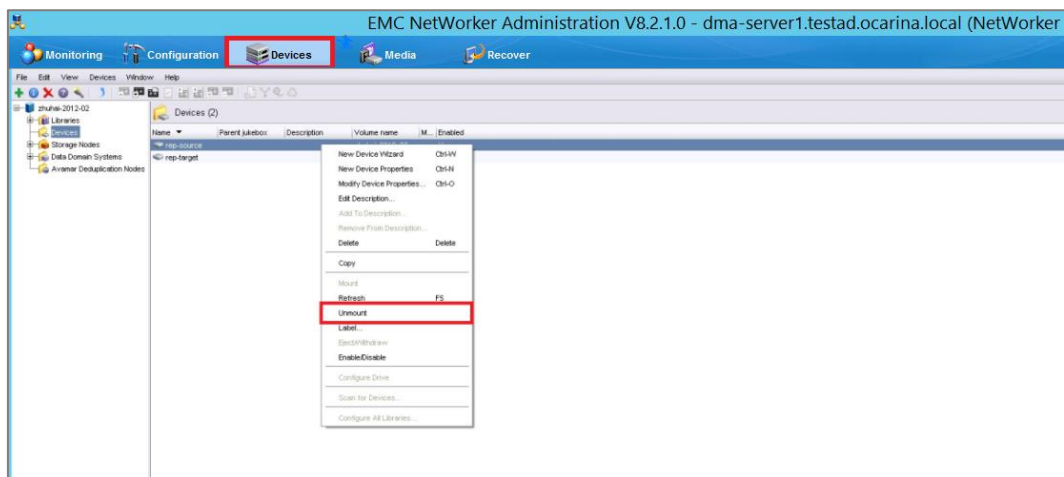 EMC NetWorker Administration V8.2.1.0 - dma-server1.testad.ocarina.local (NetWorker
Monitoring Configuration Devices Media Recover
File Edit View Devices Window Help
zhuhai-2012-02
Libraries
Devices
Storage Nodes
Data Domain Systems
Avamar Deduplication Nodes
Devices (2)
Name Parent jukebox Description Volume name M... Enabled
rep-source
rep-target
New Device Wizard Ctrl-W
New Device Properties Ctrl-N
Modify Device Properties... Ctrl-O
Edit Description...
Add To Description...
Remove From Description...
Delete Delete
Copy
Mount
Refresh F5
Unmount
Label...
Eject/Withdraw
Enable/Disable
Configure Drive
Scan for Devices...
Configure All Libraries...